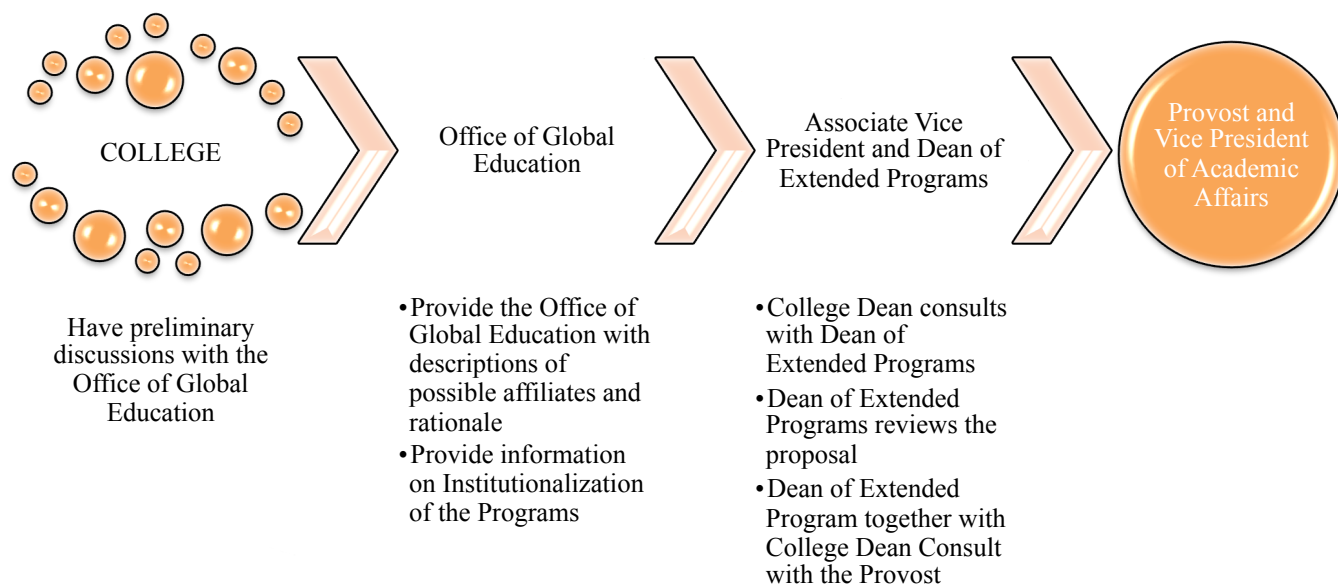 COLLEGE
Have preliminary
discussions with the
Office of Global
Education
Office of Global
Education
•Provide the Office of
Global Education with
descriptions of
possible affiliates and
rationale
•Provide information
on Institutionalization
of the Programs
Associate Vice
President and Dean of
Extended Programs
•College Dean consults
with Dean of
Extended Programs
•Dean of Extended
Programs reviews the
proposal
•Dean of Extended
Program together with
College Dean Consult
with the Provost
Provost and
Vice President
of Academic
Affairs